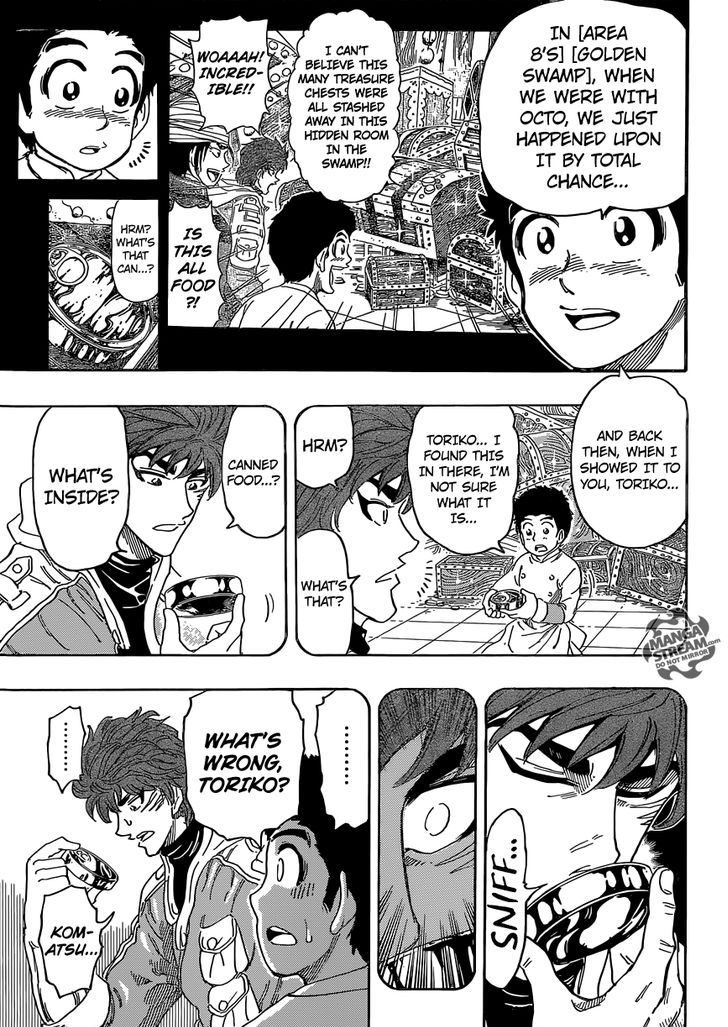 IN [AREA
8'S] [GOLDEN
SWAMP], WHEN
WE WERE WITH
OCTO, WE JUST
HAPPENED UPON
IT BY TOTAL
CHANCE...
I CAN'T
BELIEVE THIS
MANY TREASURE
CHESTS WERE
ALL STASHED
AWAY IN THIS
HIDDEN ROOM
IN THE
SWAMP!!
WOAAAH!
INCRED-
IBLE!!
IS
THIS
ALL
FOOD
?!
HRM?
WHAT'S
THAT
CAN...?
AND BACK
THEN, WHEN I
SHOWED IT TO
YOU, TORIKO...
TORIKO... I
FOUND THIS
IN THERE, I'M
NOT SURE
WHAT IT
IS...
HRM?
WHAT'S
THAT?
CANNED
FOOD...?
WHAT'S
INSIDE?
MANGA
STREAM.com
DO NOT MIRROR!
SNIFF...
WHAT'S
WRONG,
TORIKO?
KOM-
ATSU...